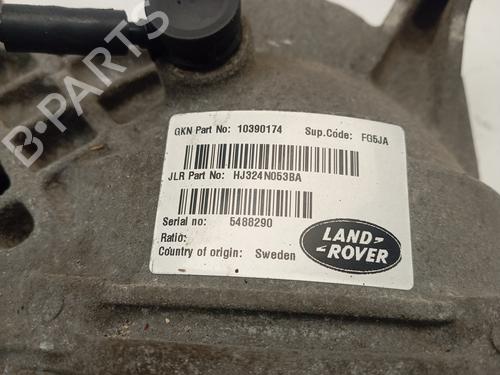 GKN Part No: 10390174 Sup.Code: FG5JA
JLR Part No: HJ324N053BA
Serial no: 5488290
Ratio:
Country of origin: Sweden
LAND-
ROVER
B-PARTS